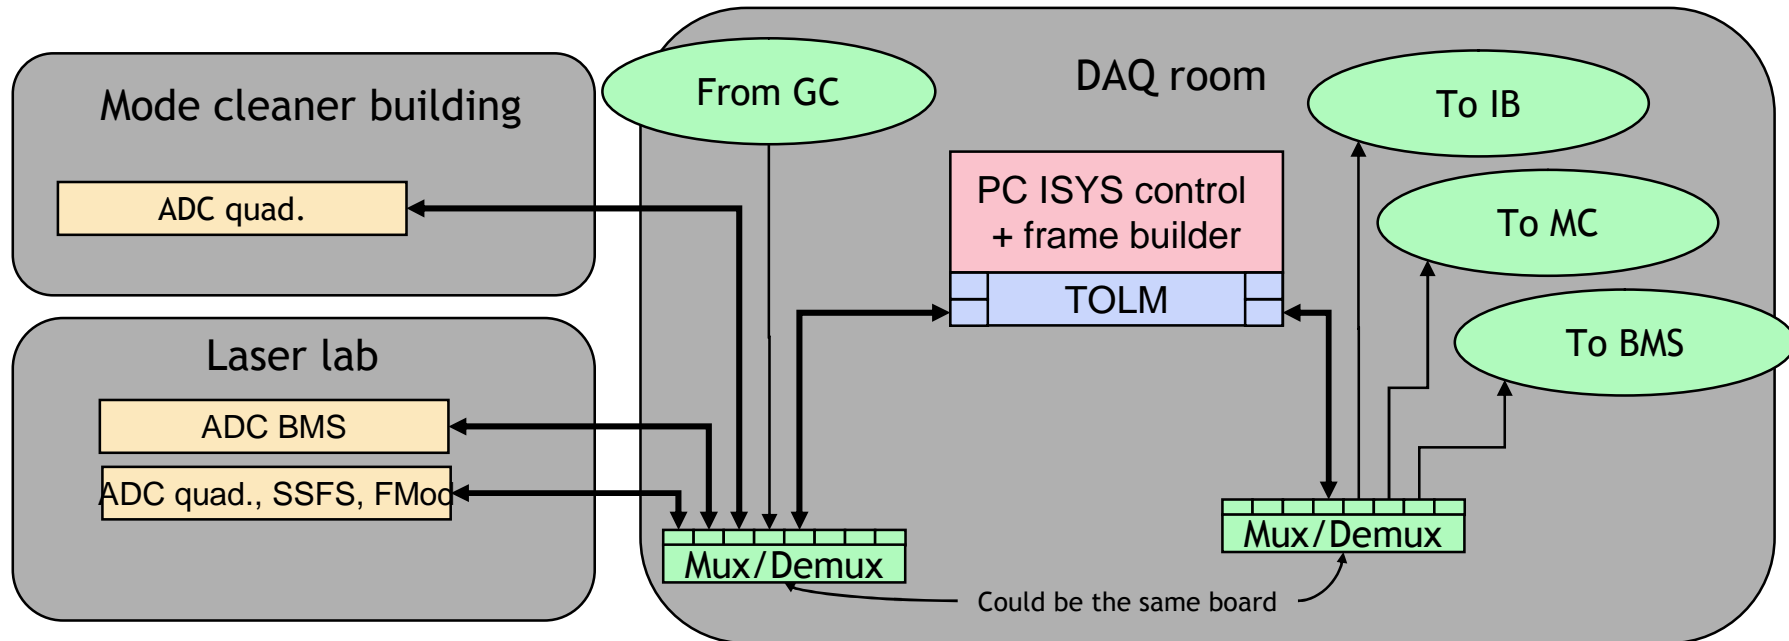 Mode cleaner building
ADC quad.
Laser lab
ADC BMS
ADC quad., SSFS, FMod
From GC
DAQ room
To IB
PC ISYS control
+ frame builder
To MC
TOLM
To BMS
Mux/Demux
Mux/Demux
Could be the same board